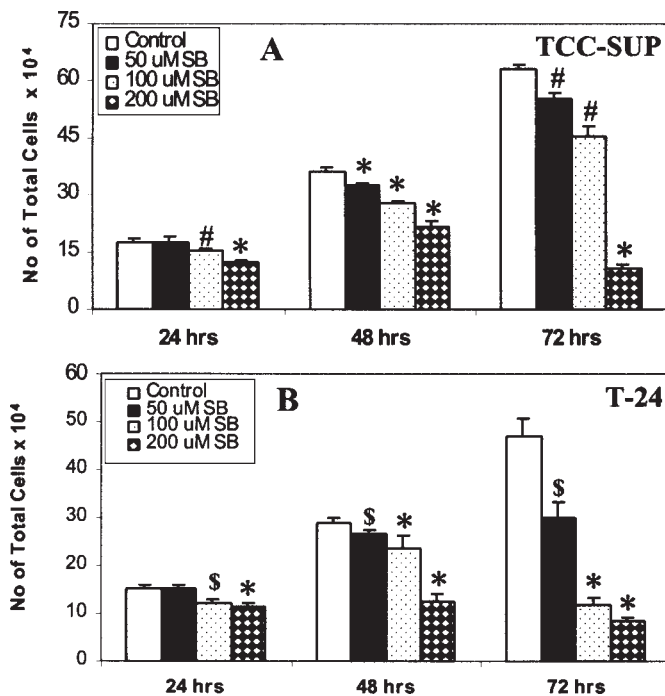 A
TCC-SUP
Control
50 uM SB
100 uM SB
200 uM SB
No of Total Cells x 10⁴
75
60
45
30
15
0
# *
* * *
# # *
24 hrs 48 hrs 72 hrs
B
T-24
Control
50 uM SB
100 uM SB
200 uM SB
No of Total Cells x 10⁴
60
50
40
30
20
10
0
$ *
$ * *
$ * *
24 hrs 48 hrs 72 hrs